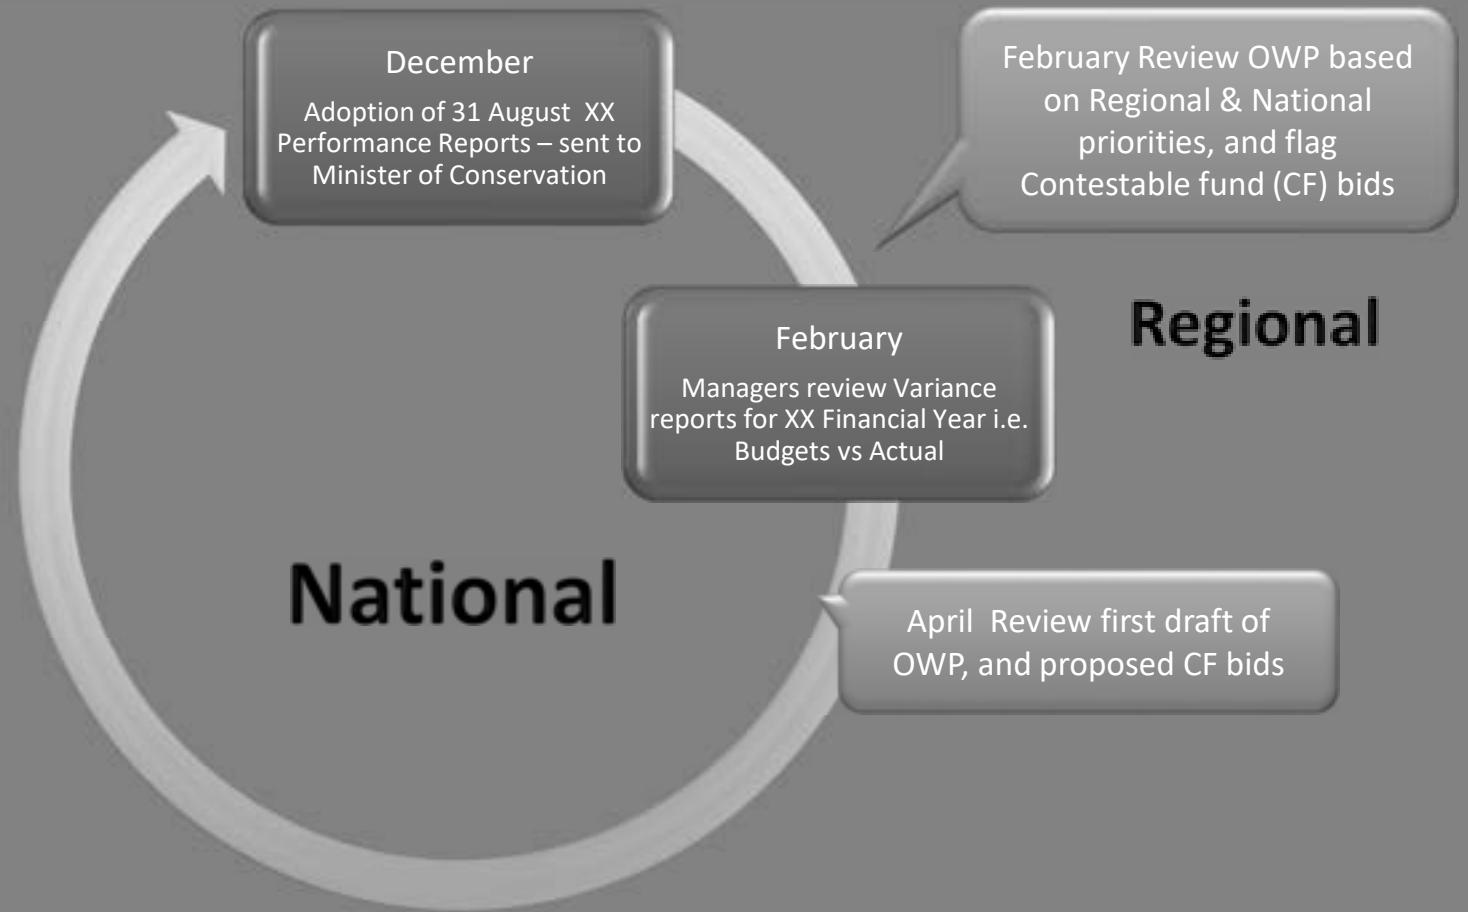 December
Adoption of 31 August XX
Performance Reports – sent to
Minister of Conservation
February Review OWP based
on Regional & National
priorities, and flag
Contestable fund (CF) bids
Regional
February
Managers review Variance
reports for XX Financial Year i.e.
Budgets vs Actual
National
April Review first draft of
OWP, and proposed CF bids